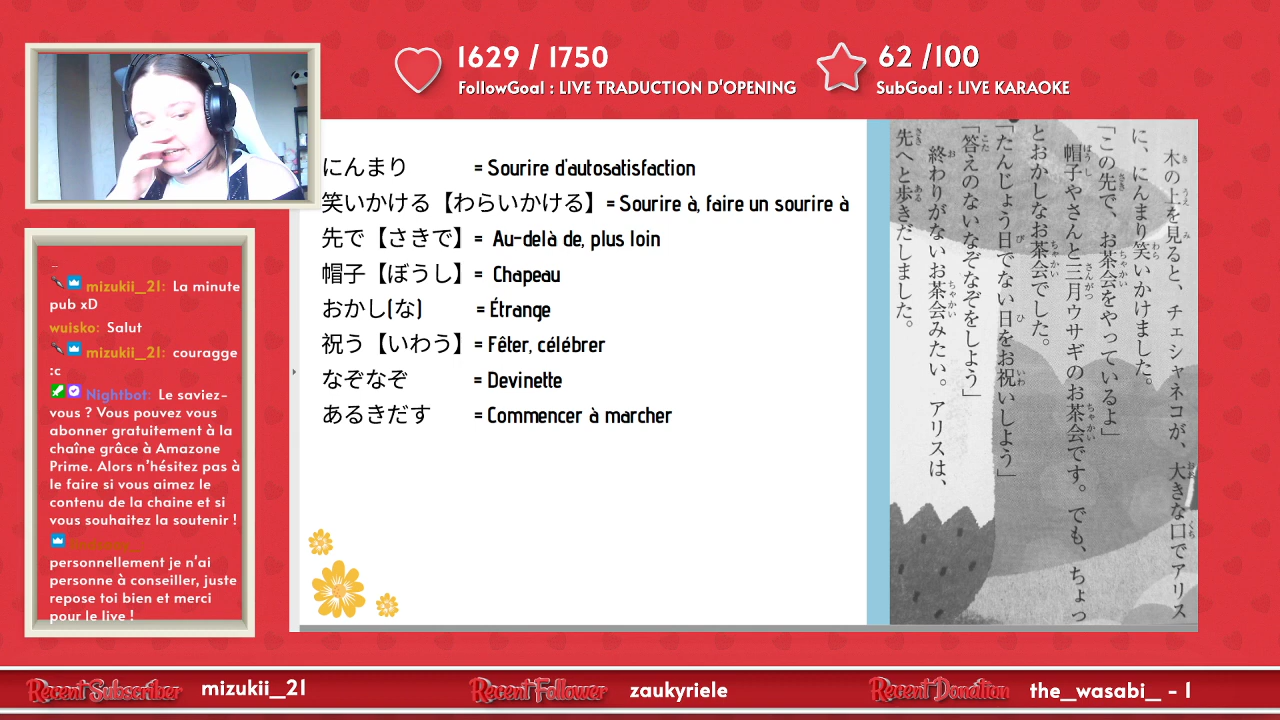 1629 / 1750
FollowGoal : LIVE TRADUCTION D'OPENING
62 /100
SubGoal : LIVE KARAOKE
にんまり = Sourire d'autosatisfaction
笑いかける【わらいかける】= Sourire à, faire un sourire à
先で【さきで】= Au-delà de, plus loin
帽子【ぼうし】= Chapeau
おかし(な) = Étrange
祝う【いわう】= Fêter, célébrer
なぞなぞ = Devinette
あるきだす = Commencer à marcher
木の上を見ると、チェシャネコが、大きな口でアリス
に、にんまり笑いかけました。
「この先で、お茶会をやっているよ」
帽子やさんと三月ウサギのお茶会です。でも、ちょっ
とおかしなお茶会でした。
「たんじょう日でない日をお祝いしよう」
「答えのないなぞなぞをしよう」
終わりがないお茶会みたい。アリスは、
先へと歩きだしました。
mizukii_21: La minute
pub xD
wuisko: Salut
mizukii_21: couragge
:c
Nightbot: Le saviez-
vous ? Vous pouvez vous
abonner gratuitement à la
chaîne grâce à Amazone
Prime. Alors n'hésitez pas à
le faire si vous aimez le
contenu de la chaine et si
vous souhaitez la soutenir !
personnellement je n'ai
personne à conseiller, juste
repose toi bien et merci
pour le live !
Recent Subscriber mizukii_21
Recent Follower zaukyriele
Recent Donation the_wasabi_ - 1